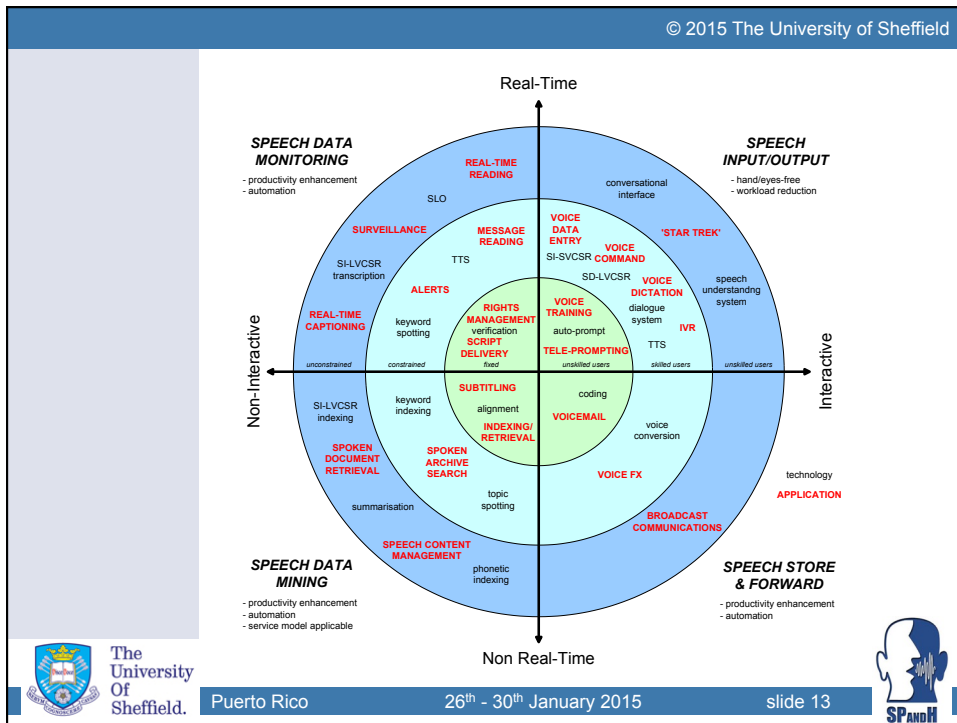 © 2015 The University of Sheffield
Real-Time
SPEECH DATA
MONITORING
- productivity enhancement
- automation
SPEECH
INPUT/OUTPUT
- hand/eyes-free
- workload reduction
REAL-TIME
READING
SLO
SURVEILLANCE
SI-LVCSR
transcription
REAL-TIME
CAPTIONING
MESSAGE
READING
TTS
ALERTS
keyword
spotting
RIGHTS
MANAGEMENT
verification
SCRIPT
DELIVERY
conversational
interface
'STAR TREK'
speech
understandng
system
VOICE
DATA
ENTRY
SI-SVCSR
VOICE
COMMAND
SD-LVCSR
VOICE
DICTATION
dialogue
system
IVR
TTS
VOICE
TRAINING
auto-prompt
TELE-PROMPTING
unconstrained constrained fixed unskilled users skilled users unskilled users
Non-Interactive
Interactive
SI-LVCSR
indexing
SPOKEN
DOCUMENT
RETRIEVAL
summarisation
SPEECH CONTENT
MANAGEMENT
phonetic
indexing
keyword
indexing
SPOKEN
ARCHIVE
SEARCH
topic
spotting
SUBTITLING
alignment
INDEXING/
RETRIEVAL
coding
VOICEMAIL
voice
conversion
VOICE FX
BROADCAST
COMMUNICATIONS
technology
APPLICATION
SPEECH DATA
MINING
- productivity enhancement
- automation
- service model applicable
SPEECH STORE
& FORWARD
- productivity enhancement
- automation
Non Real-Time
The
University
Of
Sheffield.
Puerto Rico 26th - 30th January 2015 slide 13
SPANDH